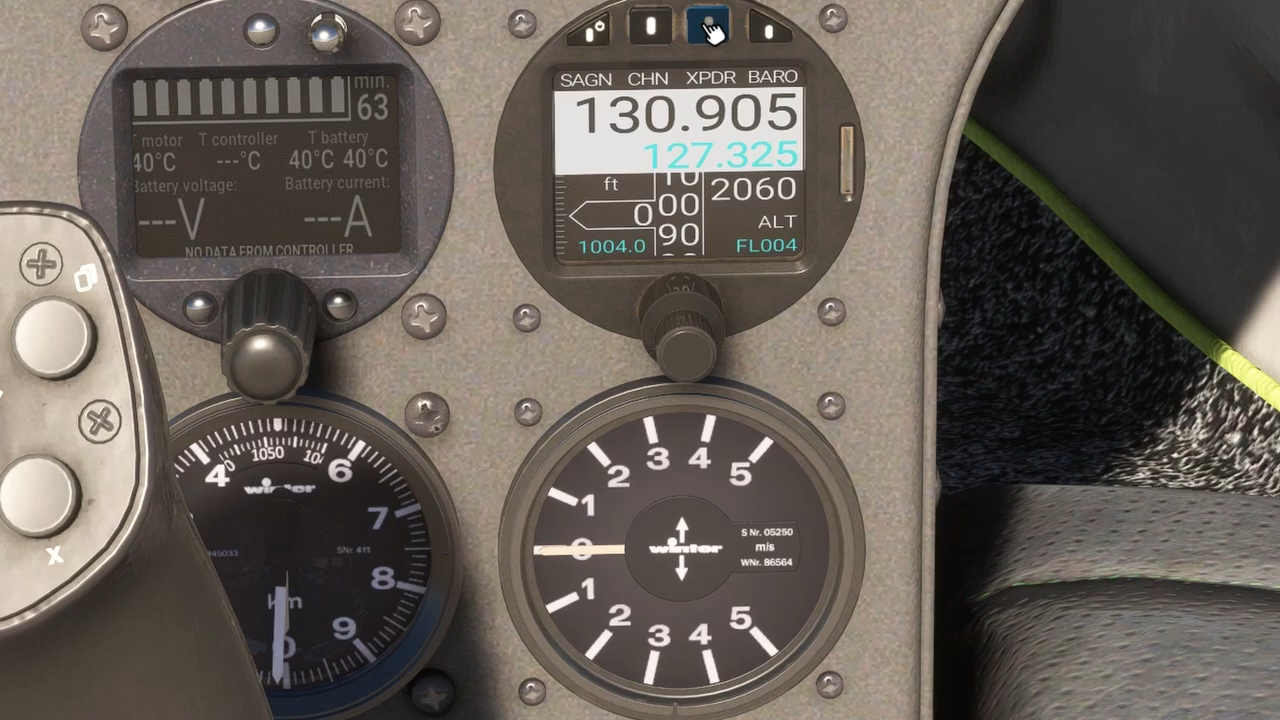 min.
63
T motor T controller T battery
40°C ---°C 40°C 40°C
Battery voltage: Battery current:
---V ---A
NO DATA FROM CONTROLLER
SAGN CHN XPDR BARO
130.905
127.325
ft 10 2060
000
90 ALT
1004.0 FL004
X
1050
4 6
7
8
9
0
winter
SNr. 411
km
1 2 3 4 5
0
1 2 3 4 5
winter
S Nr. 05250
m/s
WNr. 86564